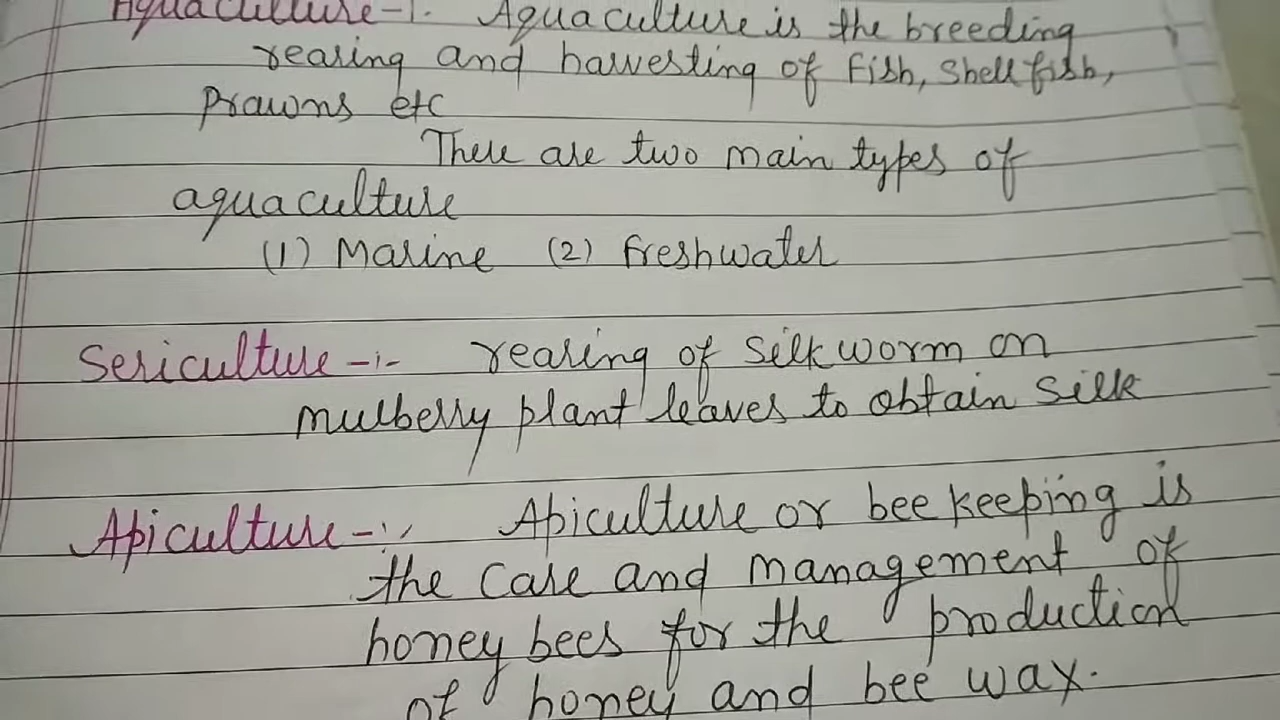 Aquaculture -:- Aquaculture is the breeding
rearing and harvesting of Fish, Shell fish,
Prawns etc
There are two main types of
aquaculture
(1) Marine (2) Freshwater
Sericulture -:- rearing of Silk worm on
mulberry plant leaves to obtain Silk
Apiculture -:- Apiculture or bee keeping is
the Care and management of
honey bees for the production
of honey and bee wax.